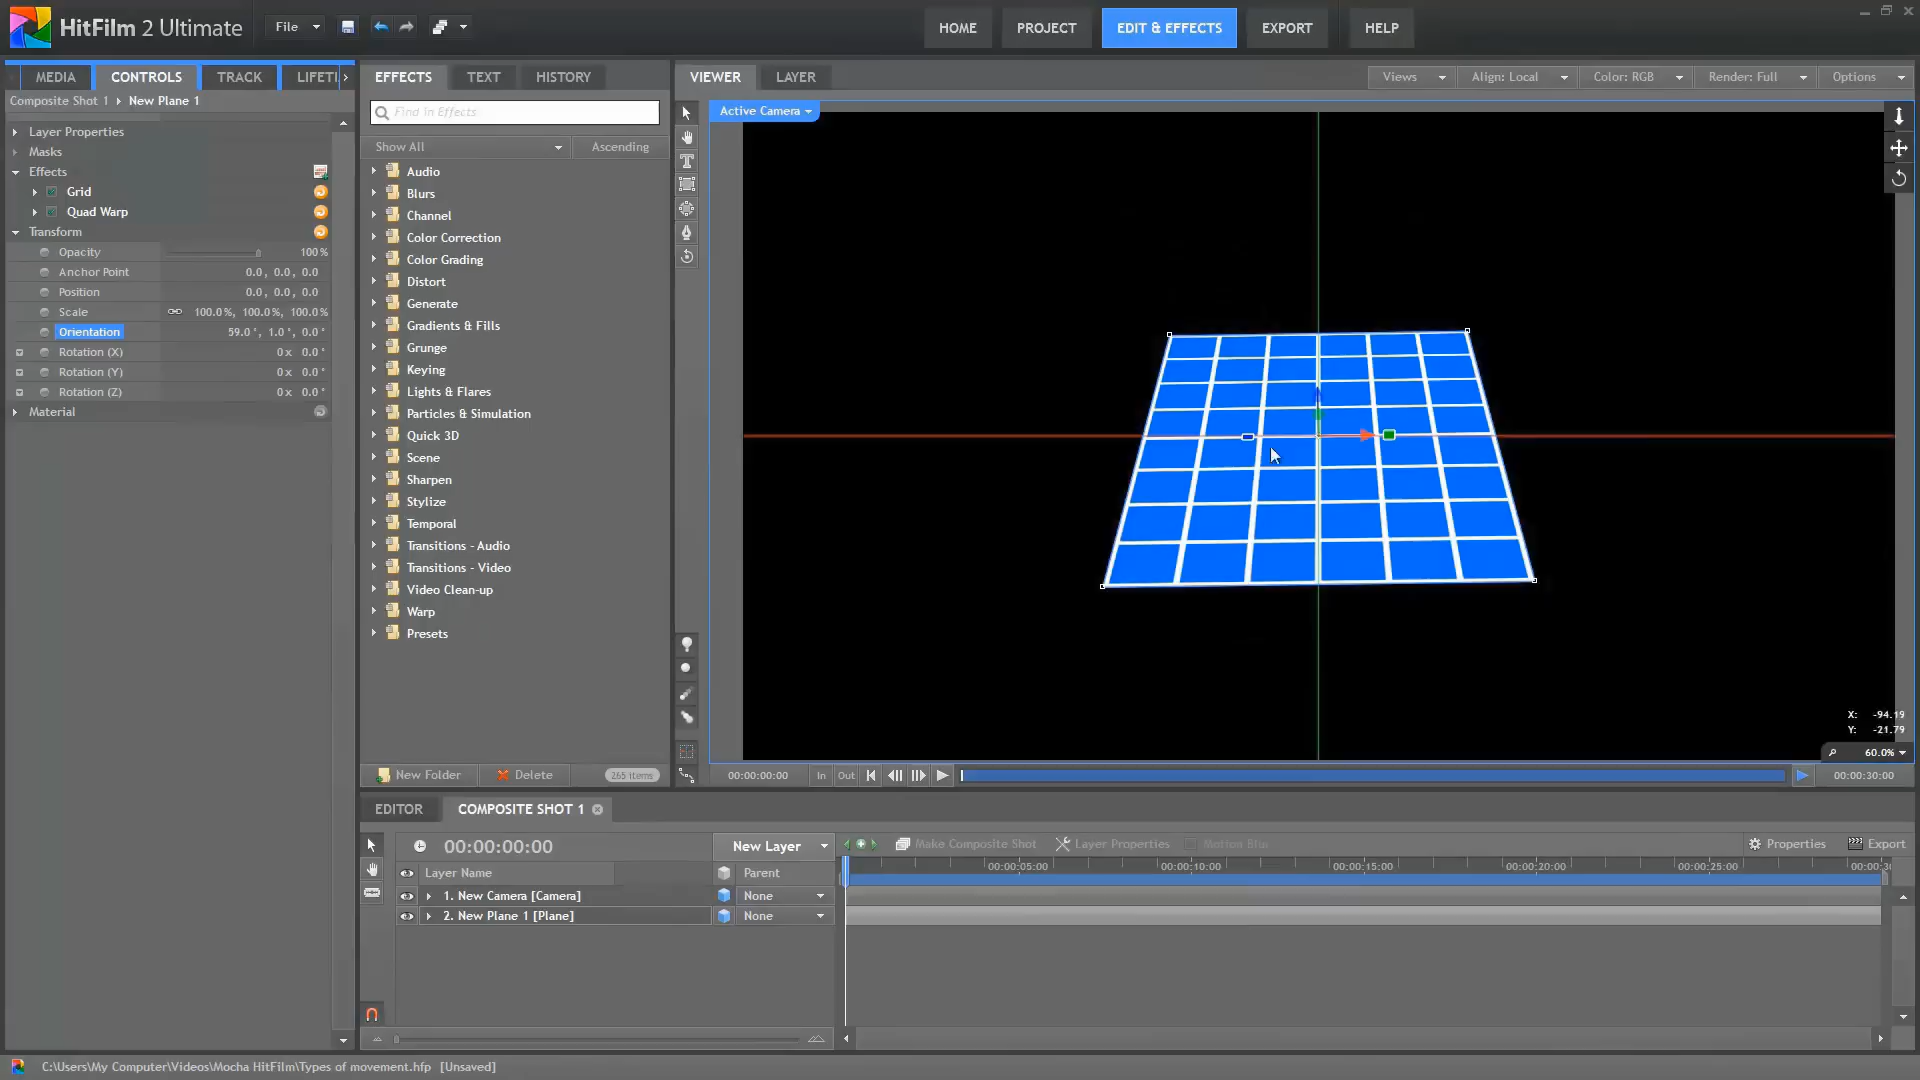 HitFilm 2 Ultimate
File
HOME
PROJECT
EDIT & EFFECTS
EXPORT
HELP
MEDIA
CONTROLS
TRACK
LIFETI
Composite Shot 1
New Plane 1
Layer Properties
Masks
Effects
Grid
Quad Warp
Transform
Opacity 100%
Anchor Point 0.0, 0.0, 0.0
Position 0.0, 0.0, 0.0
Scale 100.0%, 100.0%, 100.0%
Orientation 59.0°, 1.0°, 0.0°
Rotation (X) 0x 0.0°
Rotation (Y) 0x 0.0°
Rotation (Z) 0x 0.0°
Material
EFFECTS
TEXT
HISTORY
Find in Effects
Show All
Ascending
Audio
Blurs
Channel
Color Correction
Color Grading
Distort
Generate
Gradients & Fills
Grunge
Keying
Lights & Flares
Particles & Simulation
Quick 3D
Scene
Sharpen
Stylize
Temporal
Transitions - Audio
Transitions - Video
Video Clean-up
Warp
Presets
New Folder
Delete
265 items
VIEWER
LAYER
Views
Align: Local
Color: RGB
Render: Full
Options
Active Camera
X: -94.19
Y: -21.79
60.0%
00:00:00:00
In
Out
00:00:30:00
EDITOR
COMPOSITE SHOT 1
00:00:00:00
New Layer
Make Composite Shot
Layer Properties
Motion Blur
Properties
Export
Layer Name
Parent
00:00:05:00
00:00:10:00
00:00:15:00
00:00:20:00
00:00:25:00
00:00:30
1. New Camera [Camera]
None
2. New Plane 1 [Plane]
None
C:\Users\My Computer\Videos\Mocha HitFilm\Types of movement.hfp [Unsaved]